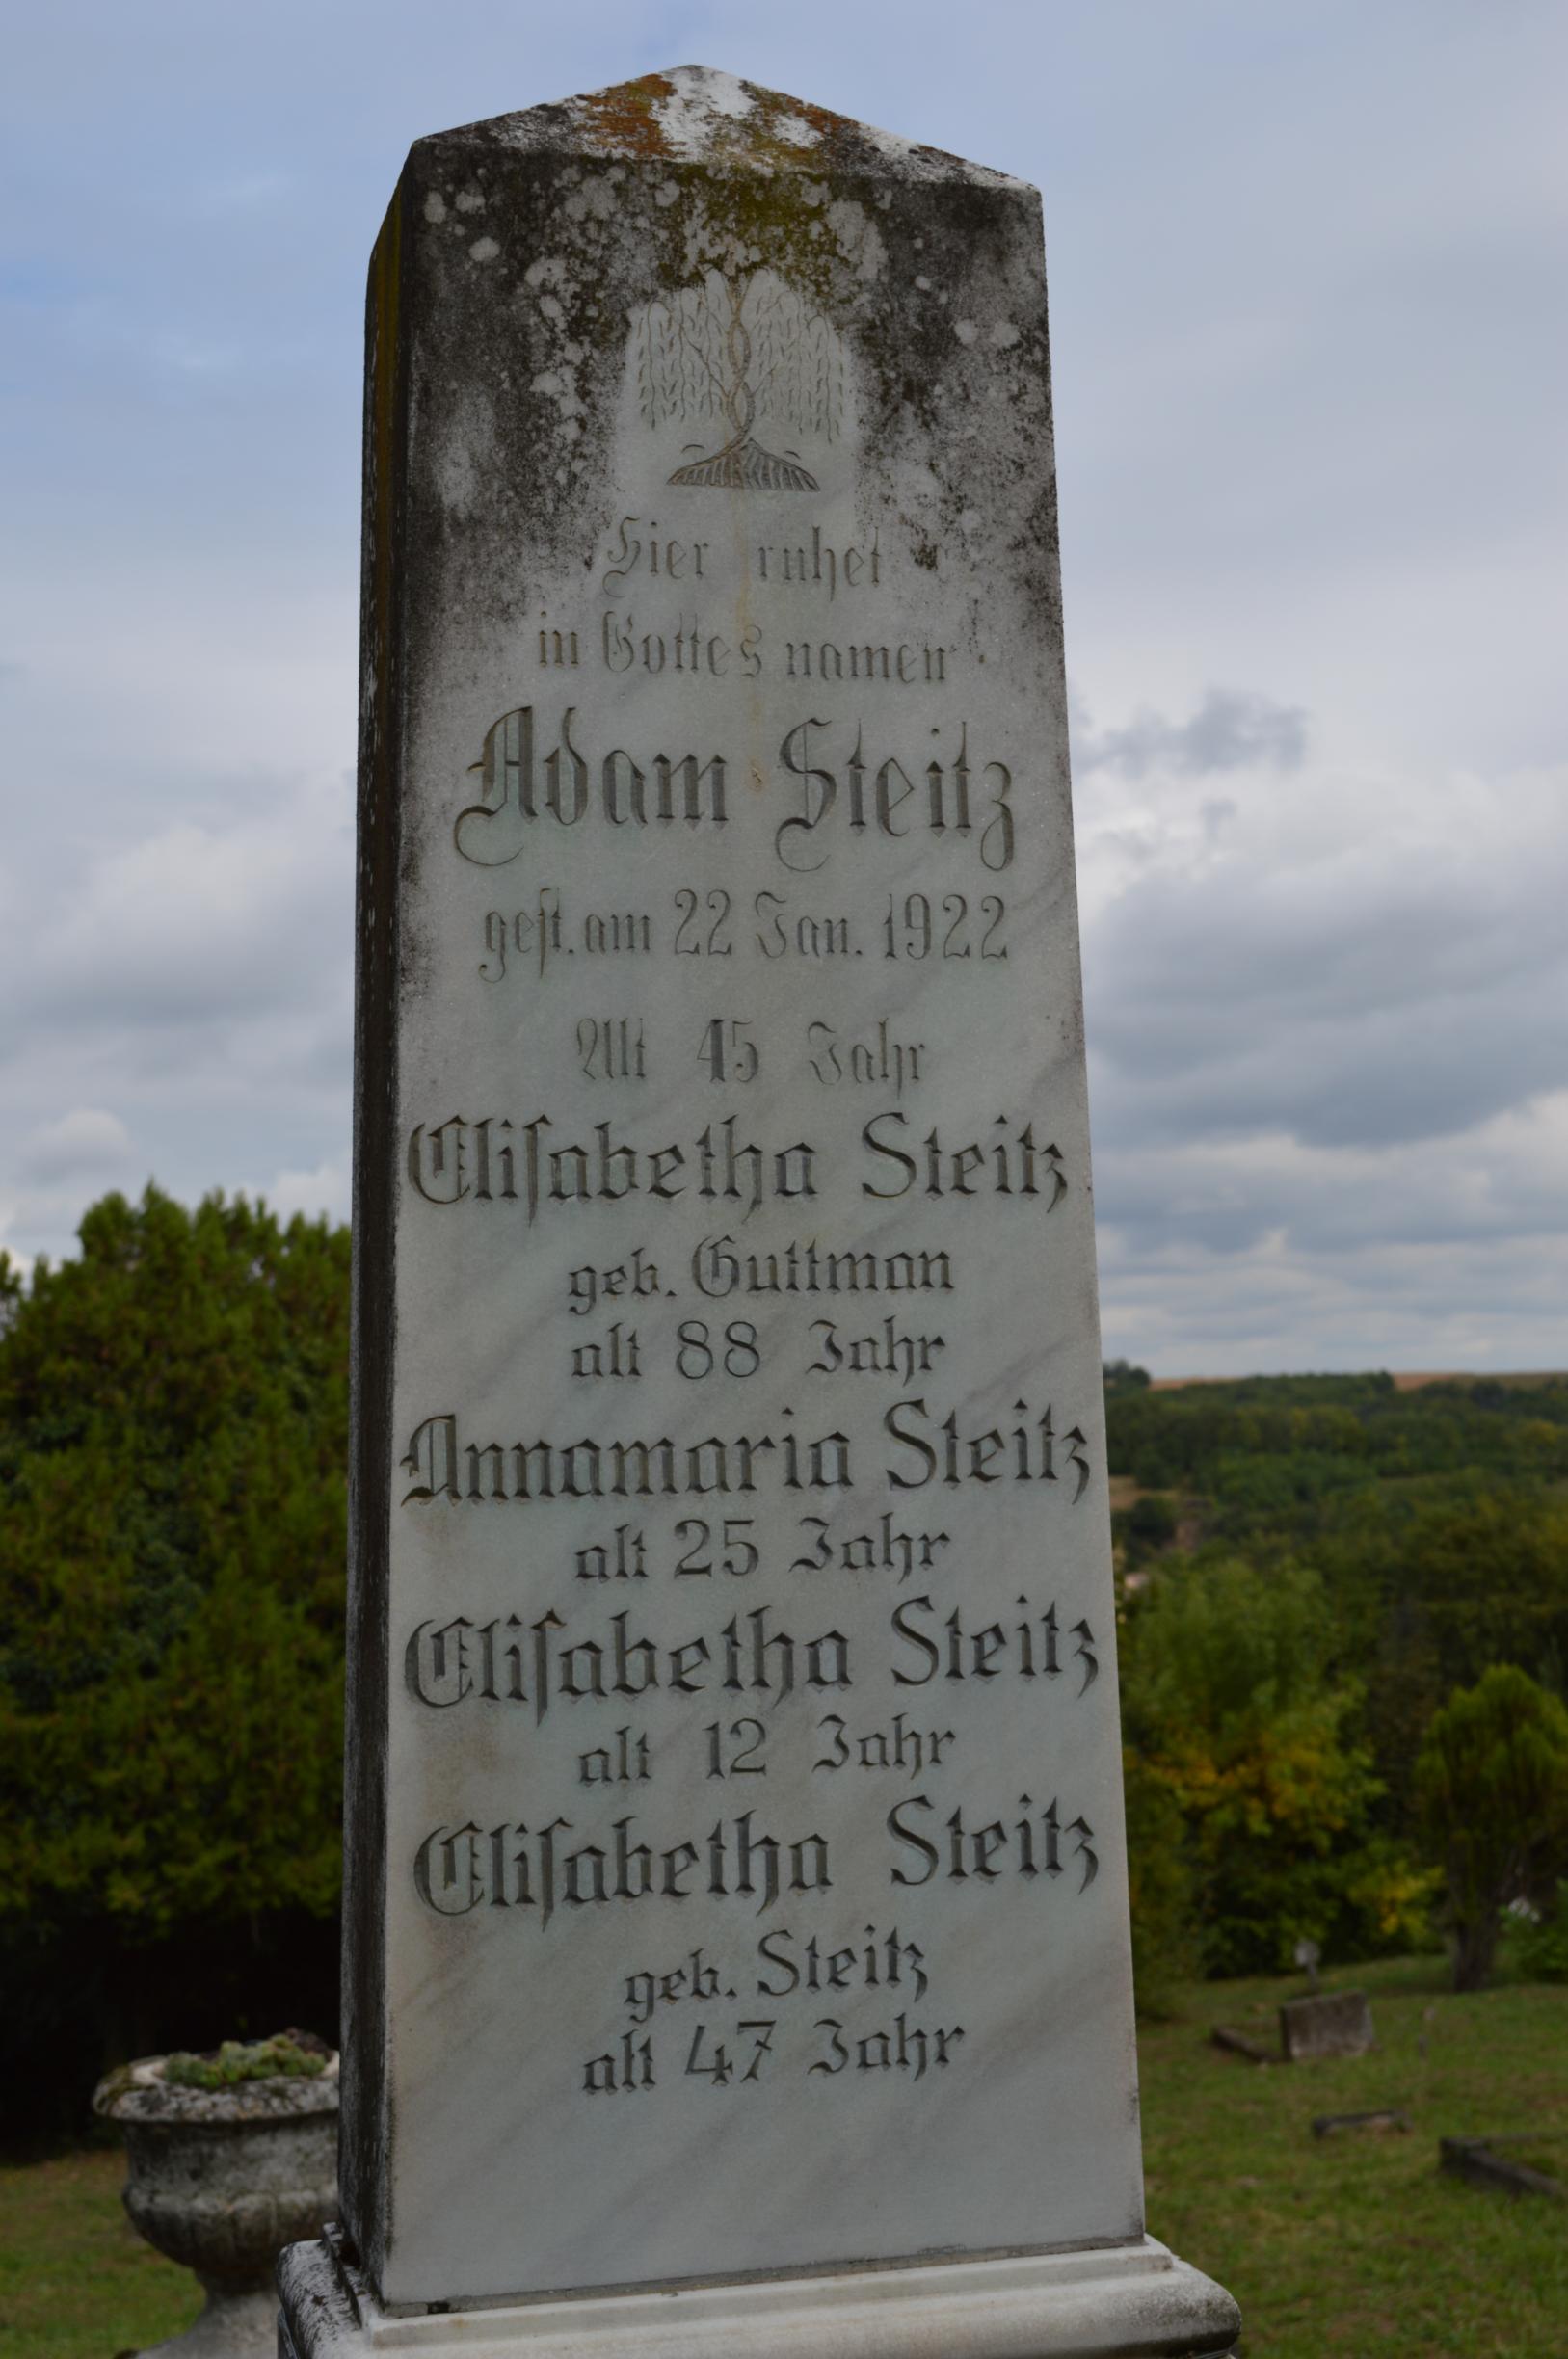 Hier ruhet
in Gottes namen
Adam Steitz
geſt. am 22 Jan. 1922
Alt 45 Jahr
Eliſabetha Steitz
geb. Guttman
alt 88 Jahr
Annamaria Steitz
alt 25 Jahr
Eliſabetha Steitz
alt 12 Jahr
Eliſabetha Steitz
geb. Steitz
alt 47 Jahr